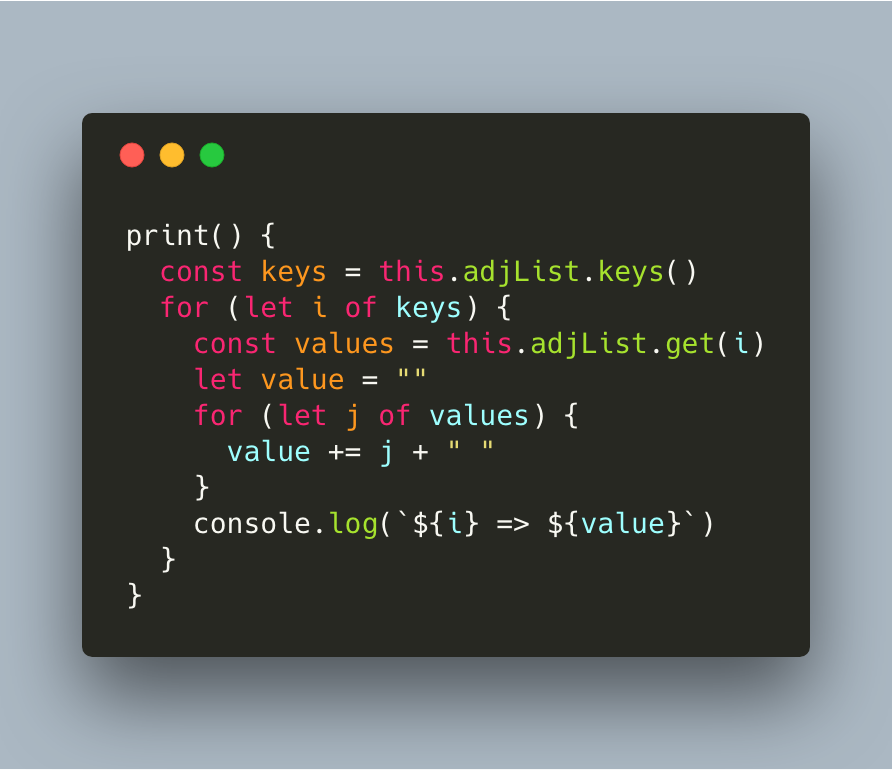 print() {
  const keys = this.adjList.keys()
  for (let i of keys) {
    const values = this.adjList.get(i)
    let value = ""
    for (let j of values) {
      value += j + " "
    }
    console.log(`${i} => ${value}`)
  }
}